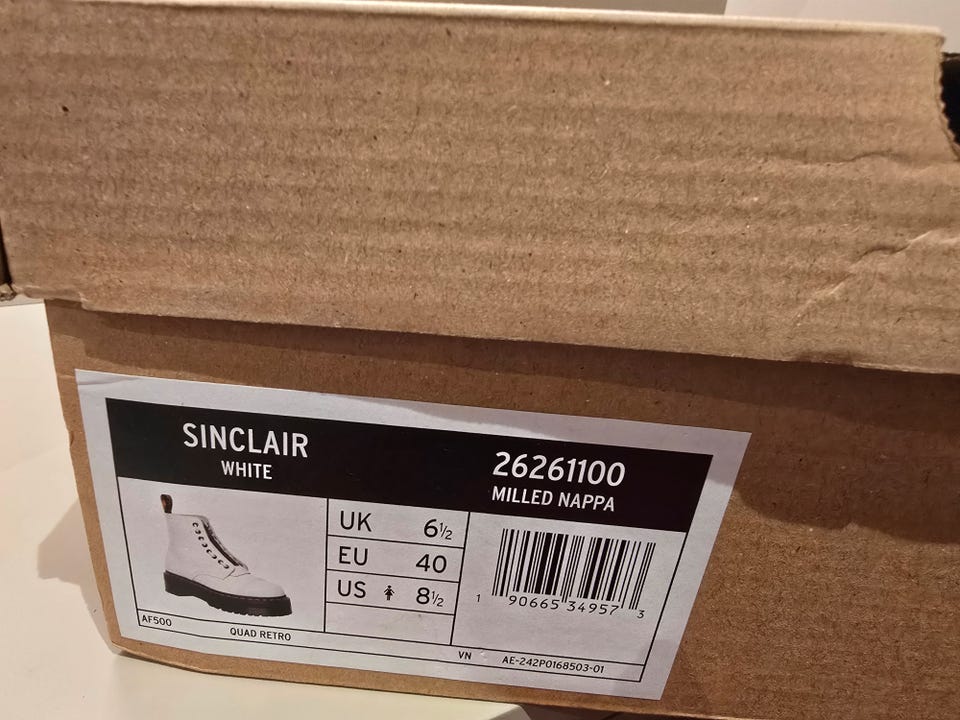 SINCLAIR
WHITE
26261100
MILLED NAPPA
UK 6½
EU 40
US 8½
1 90665 34957 3
AF500
QUAD RETRO
VN AE-242P0168503-01